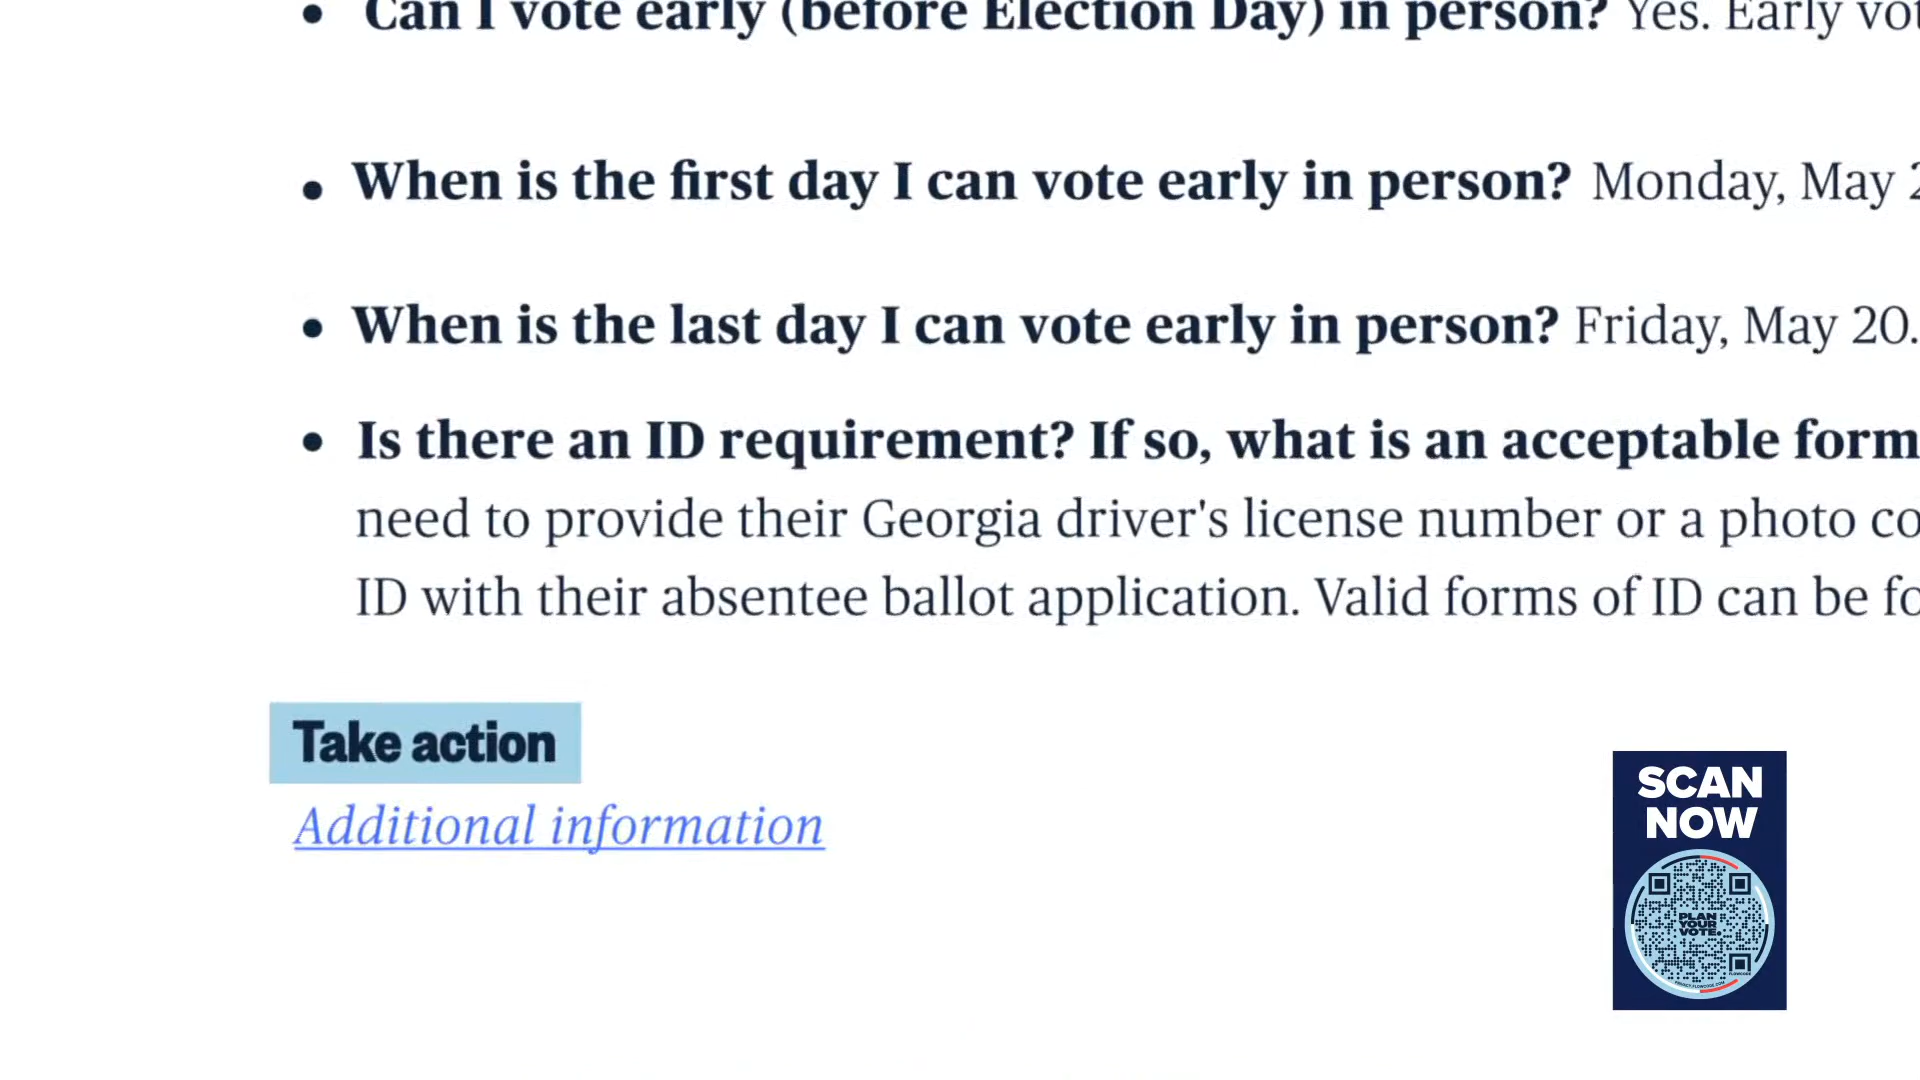 • Can I vote early (before Election Day) in person? Yes. Early
• When is the first day I can vote early in person? Monday, May
• When is the last day I can vote early in person? Friday, May 20.
• Is there an ID requirement? If so, what is an acceptable form
need to provide their Georgia driver's license number or a photo
ID with their absentee ballot application. Valid forms of ID can be
Take action
Additional information
SCAN
NOW
PLAN
YOUR
VOTE.